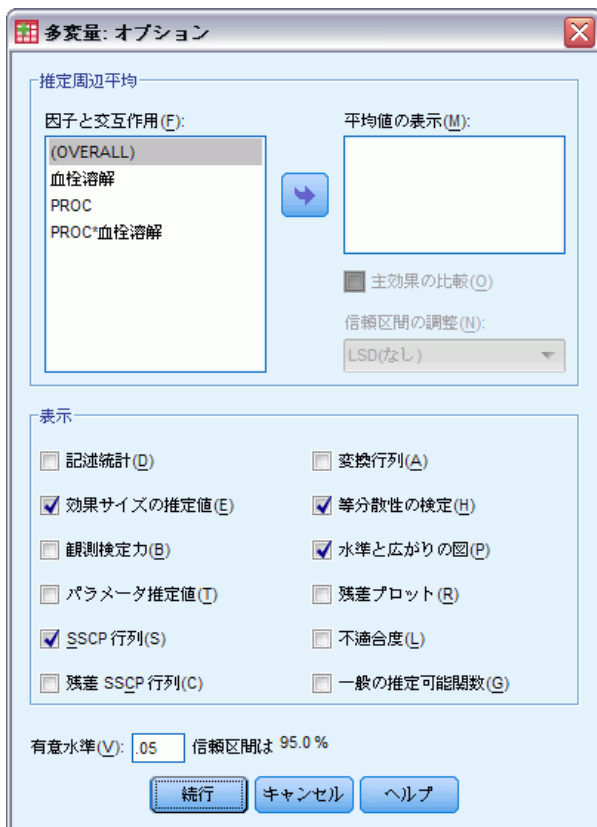 多変量: オプション
推定周辺平均
因子と交互作用(F):
平均値の表示(M):
(OVERALL)
血栓溶解
PROC
PROC*血栓溶解
主効果の比較(O)
信頼区間の調整(N):
LSD(なし)
表示
記述統計(D)
変換行列(A)
効果サイズの推定値(E)
等分散性の検定(H)
観測検定力(B)
水準と広がりの図(P)
パラメータ推定値(T)
残差プロット(R)
SSCP 行列(S)
不適合度(L)
残差 SSCP 行列(C)
一般の推定可能関数(G)
有意水準(V): .05 信頼区間は 95.0 %
続行 キャンセル ヘルプ